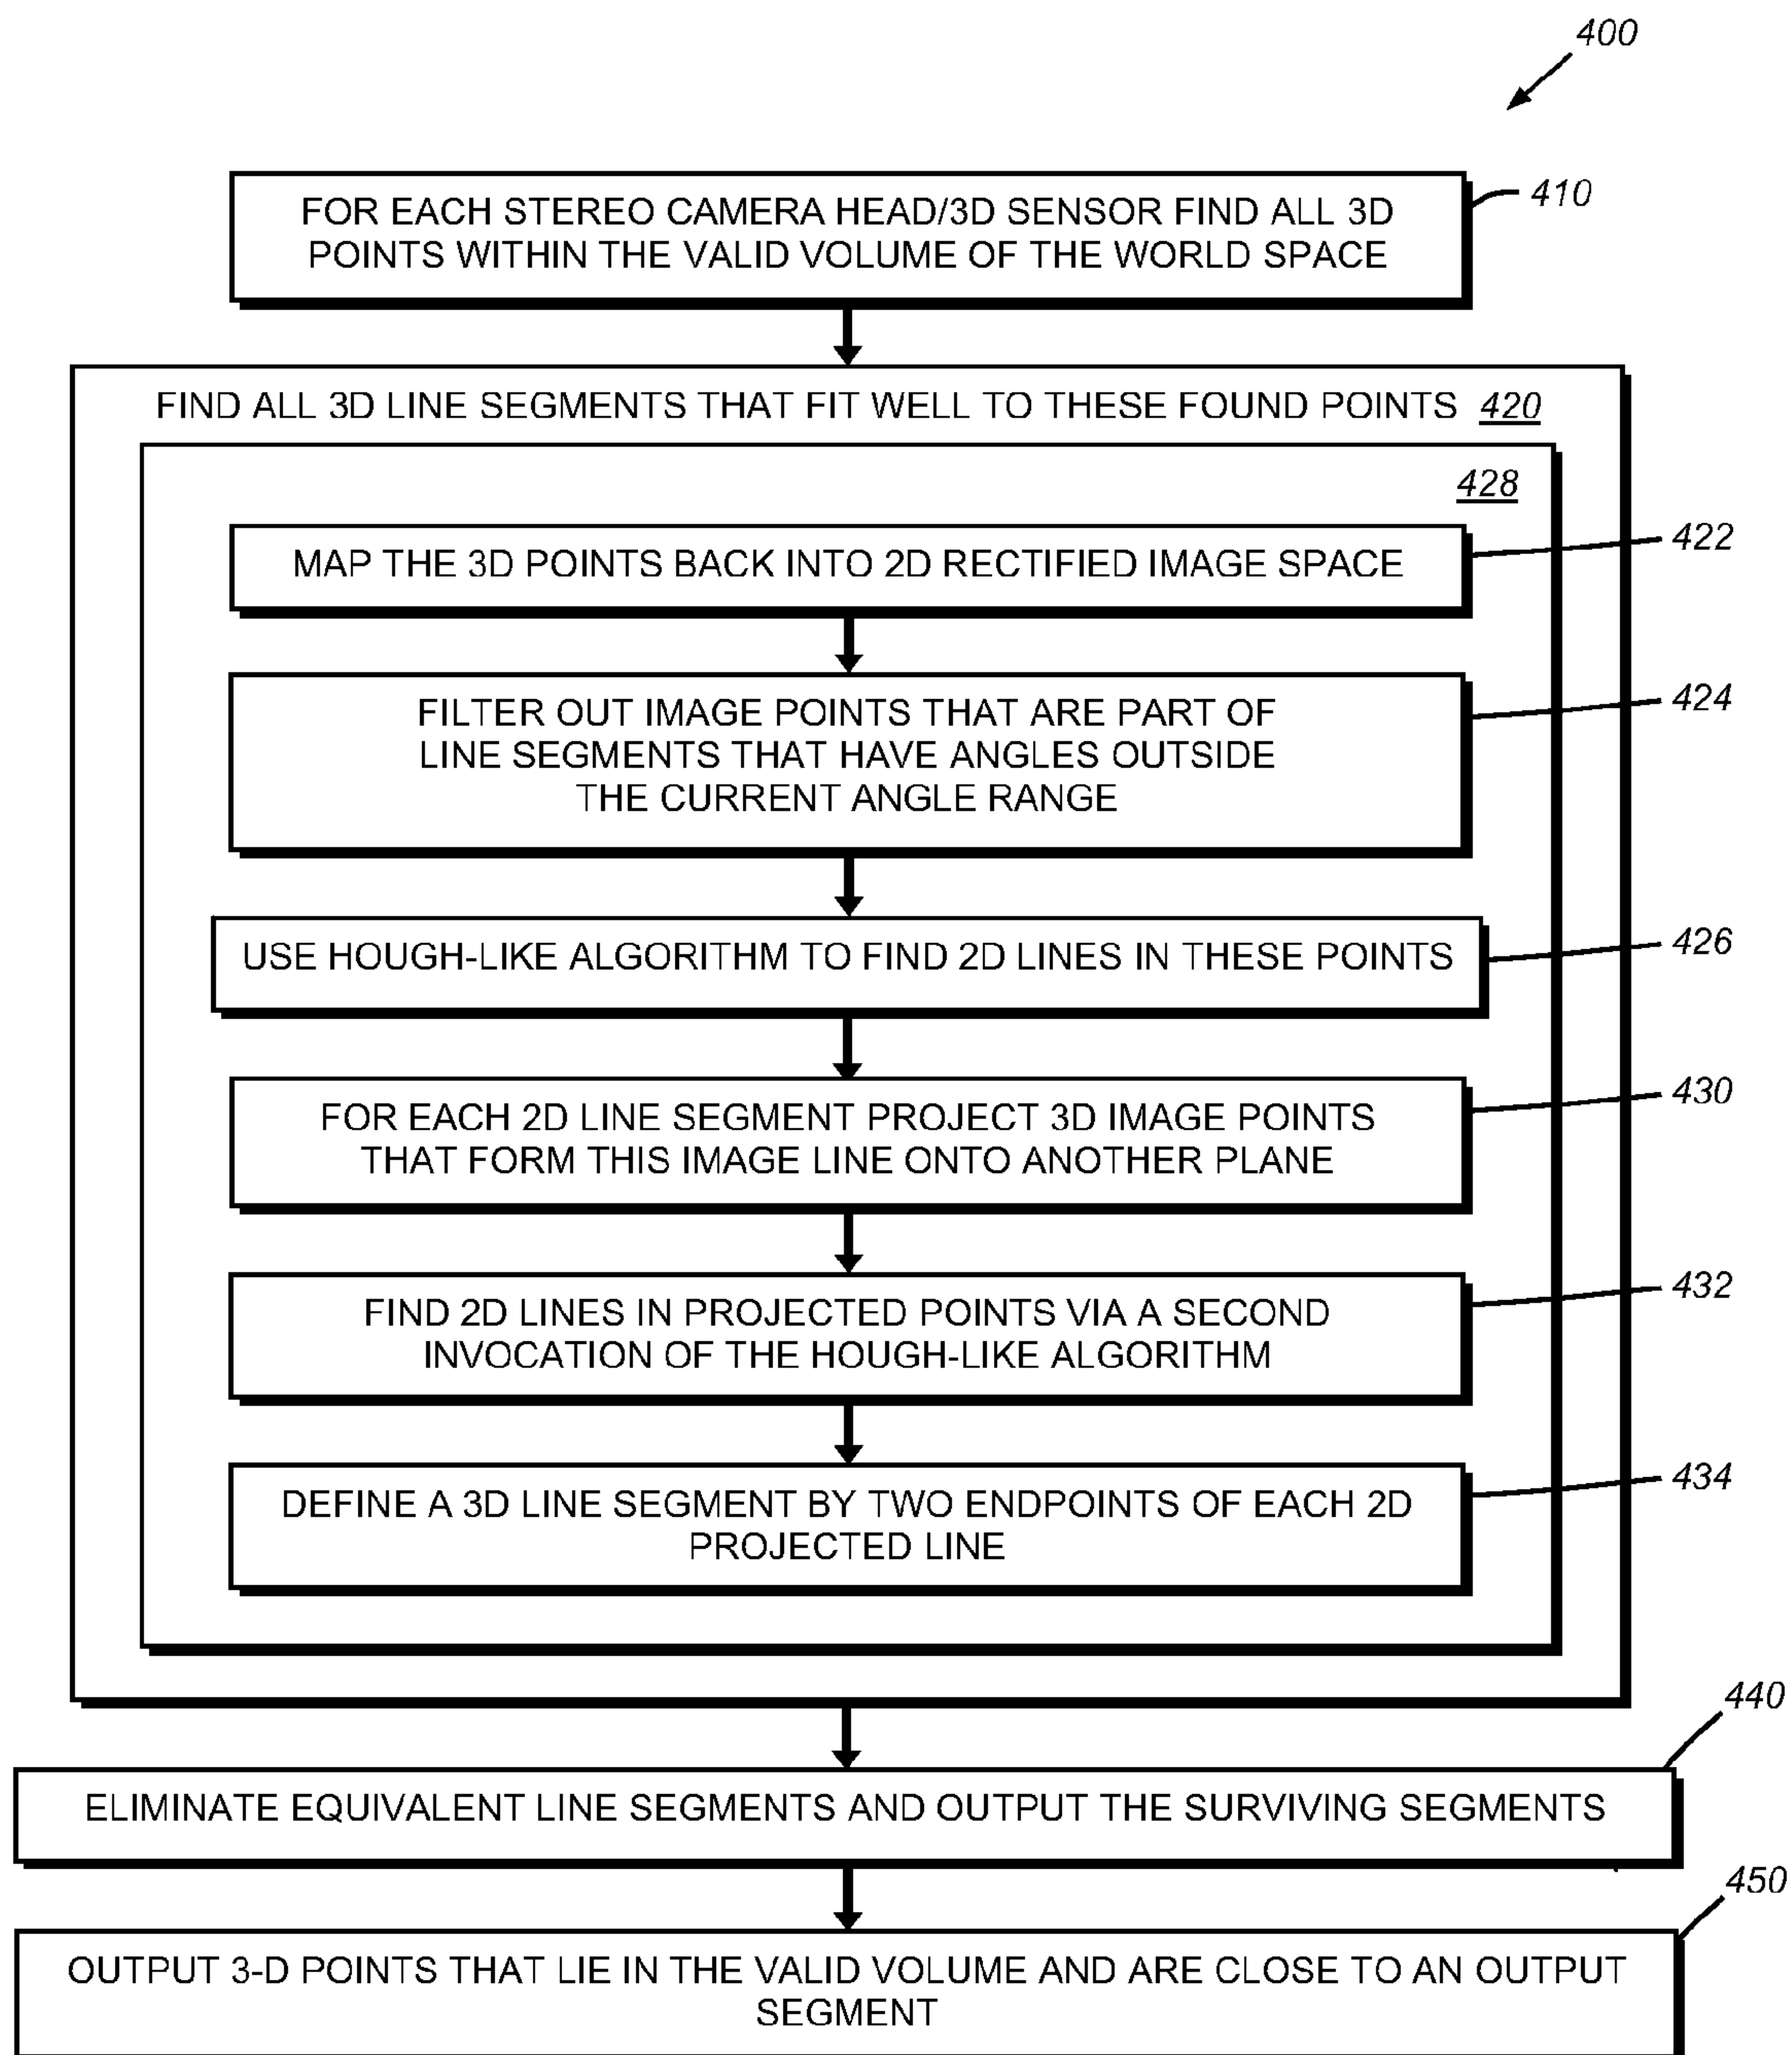 400
FOR EACH STEREO CAMERA HEAD/3D SENSOR FIND ALL 3D
POINTS WITHIN THE VALID VOLUME OF THE WORLD SPACE
410
FIND ALL 3D LINE SEGMENTS THAT FIT WELL TO THESE FOUND POINTS 420
428
MAP THE 3D POINTS BACK INTO 2D RECTIFIED IMAGE SPACE
422
FILTER OUT IMAGE POINTS THAT ARE PART OF
LINE SEGMENTS THAT HAVE ANGLES OUTSIDE
THE CURRENT ANGLE RANGE
424
USE HOUGH-LIKE ALGORITHM TO FIND 2D LINES IN THESE POINTS
426
FOR EACH 2D LINE SEGMENT PROJECT 3D IMAGE POINTS
THAT FORM THIS IMAGE LINE ONTO ANOTHER PLANE
430
FIND 2D LINES IN PROJECTED POINTS VIA A SECOND
INVOCATION OF THE HOUGH-LIKE ALGORITHM
432
DEFINE A 3D LINE SEGMENT BY TWO ENDPOINTS OF EACH 2D
PROJECTED LINE
434
440
ELIMINATE EQUIVALENT LINE SEGMENTS AND OUTPUT THE SURVIVING SEGMENTS
450
OUTPUT 3-D POINTS THAT LIE IN THE VALID VOLUME AND ARE CLOSE TO AN OUTPUT
SEGMENT